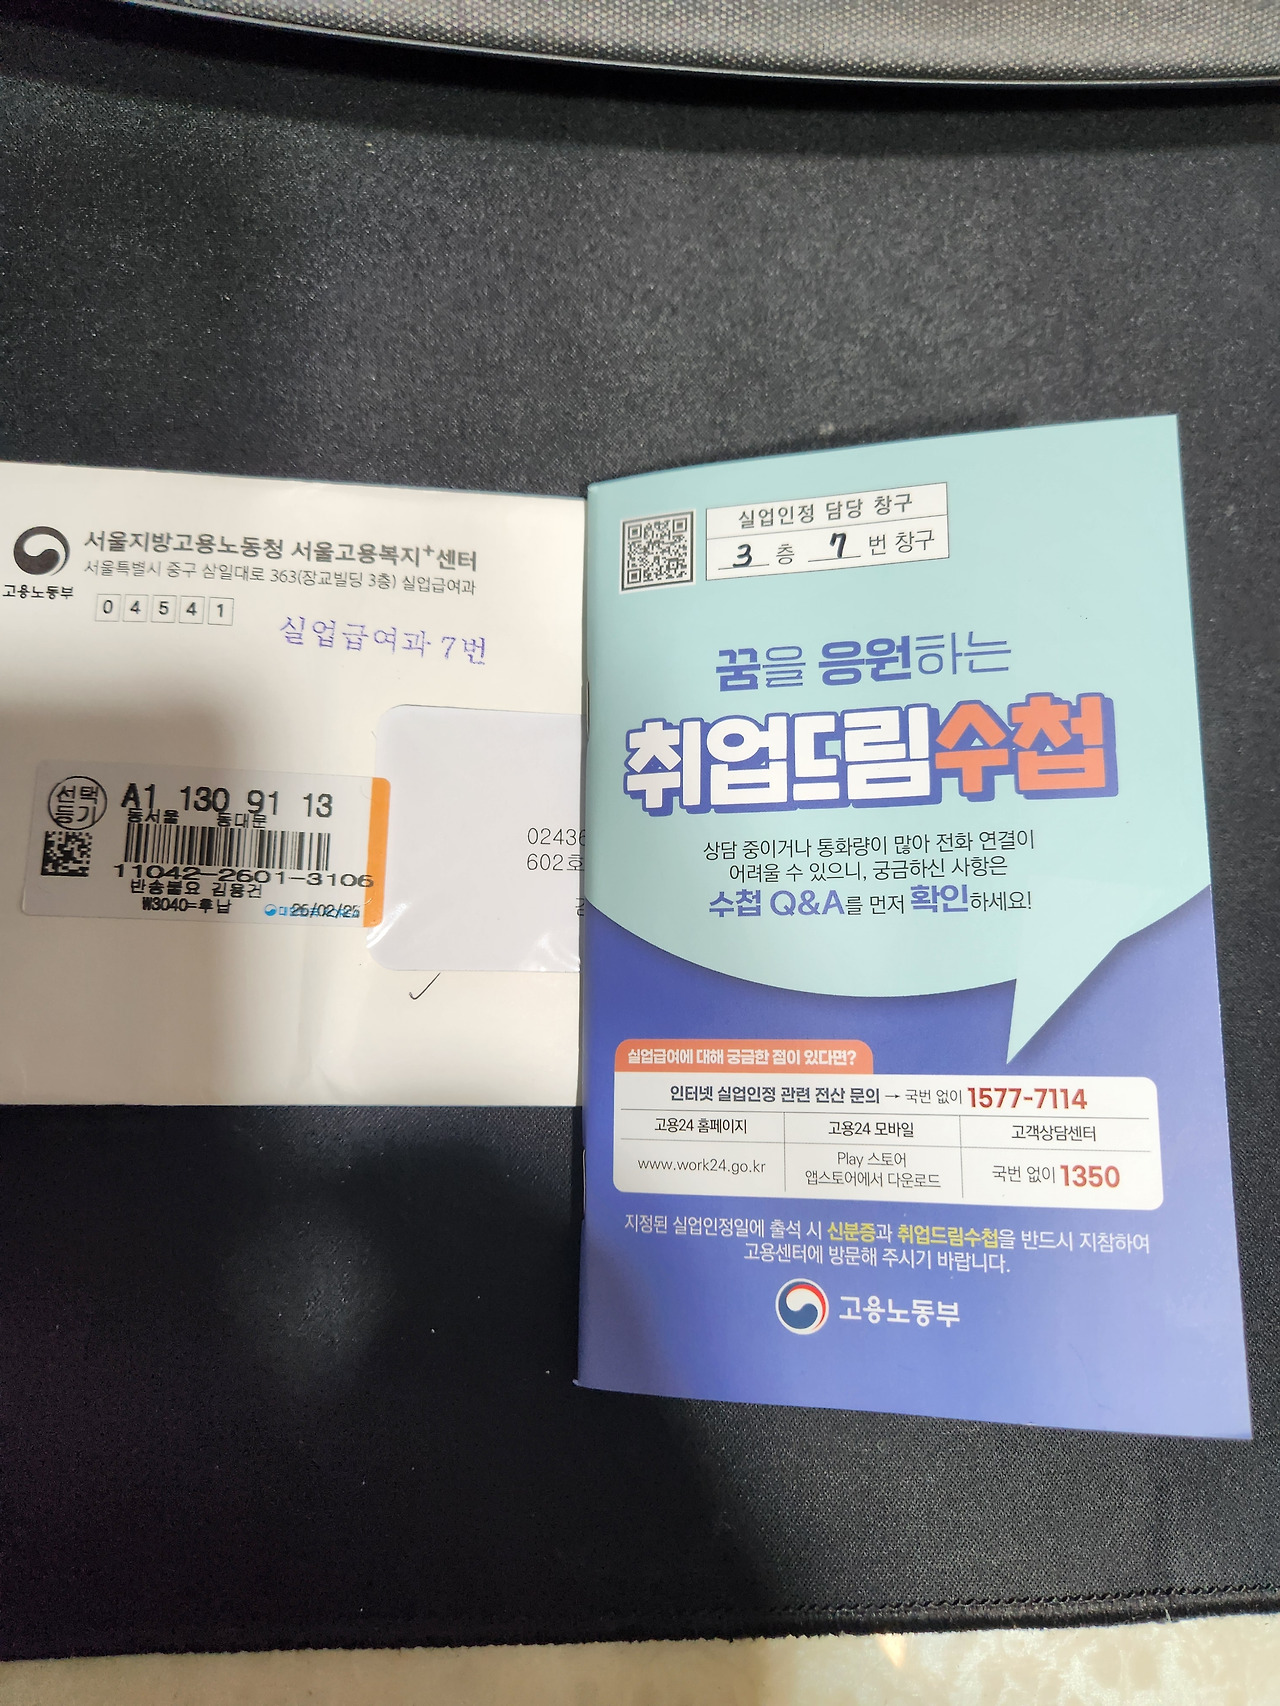 서울지방고용노동청 서울고용복지+센터
서울특별시 중구 삼일대로 363(장교빌딩 3층) 실업급여과
고용노동부
0 4 5 4 1
실업급여과 7번
선택
등기
A1 130 91 13
동서울 동대문
11042-2601-3106
반송불요 김용건
₩3040=후납
25/02/25
0243
602호
실업인정 담당 창구
3 층 7 번 창구
꿈을 응원하는
취업드림수첩
상담 중이거나 통화량이 많아 전화 연결이
어려울 수 있으니, 궁금하신 사항은
수첩 Q&A를 먼저 확인하세요!
실업급여에 대해 궁금한 점이 있다면?
인터넷 실업인정 관련 전산 문의 → 국번 없이 1577-7114
고용24 홈페이지 고용24 모바일 고객상담센터
www.work24.go.kr Play 스토어 앱스토어에서 다운로드 국번 없이 1350
지정된 실업인정일에 출석 시 신분증과 취업드림수첩을 반드시 지참하여
고용센터에 방문해 주시기 바랍니다.
고용노동부